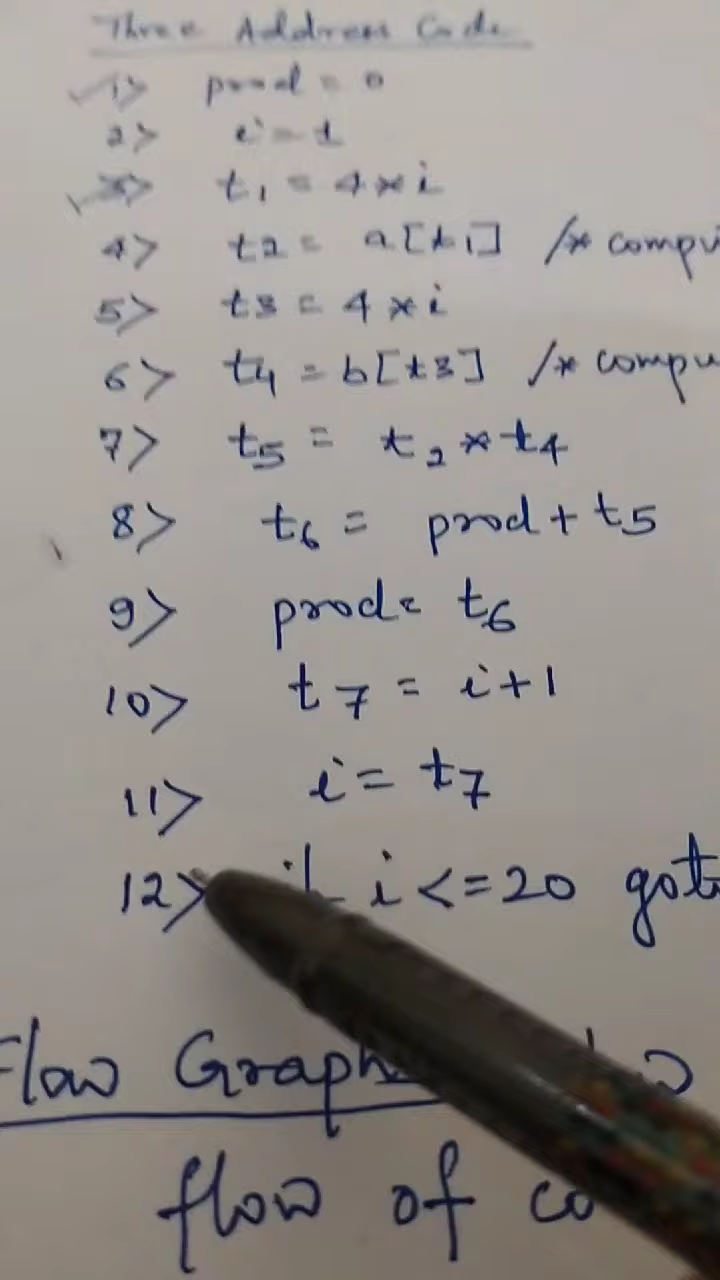 Three Address Code
1> prod = 0
2> i = 1
3> t1 = 4 * i
4> t2 = a[t1] /* compu
5> t3 = 4 * i
6> t4 = b[t3] /* compu
7> t5 = t2 * t4
8> t6 = prod + t5
9> prod = t6
10> t7 = i+1
11> i = t7
12> if i <= 20 got
Flow Graph
flow of co